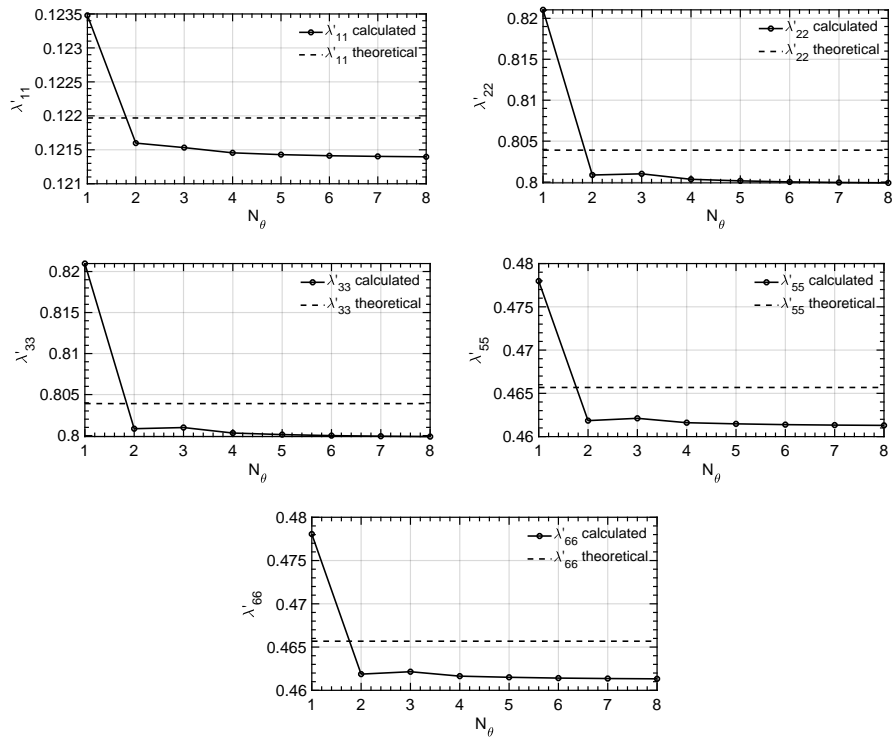 λ'11 calculated
λ'11 theoretical
0.1235
0.123
0.1225
0.122
0.1215
0.121
λ'11
1 2 3 4 5 6 7 8
Nθ
λ'22 calculated
λ'22 theoretical
0.82
0.815
0.81
0.805
0.8
λ'22
1 2 3 4 5 6 7 8
Nθ
λ'33 calculated
λ'33 theoretical
0.82
0.815
0.81
0.805
0.8
λ'33
1 2 3 4 5 6 7 8
Nθ
λ'55 calculated
λ'55 theoretical
0.48
0.475
0.47
0.465
0.46
λ'55
1 2 3 4 5 6 7 8
Nθ
λ'66 calculated
λ'66 theoretical
0.48
0.475
0.47
0.465
0.46
λ'66
1 2 3 4 5 6 7 8
Nθ